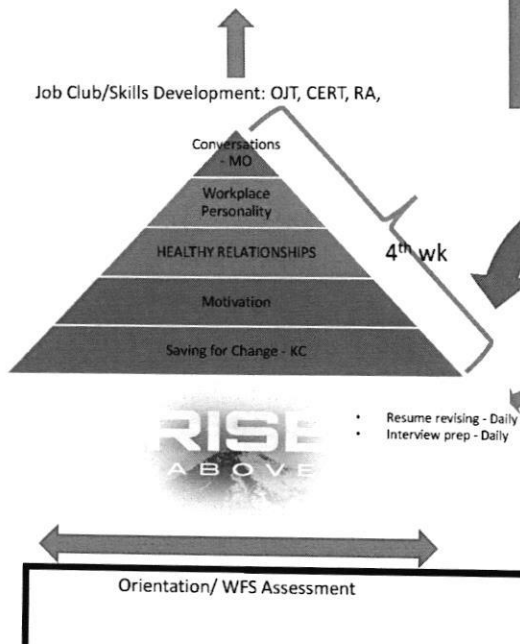 Job Club/Skills Development: OJT, CERT, RA,
Conversations
- MO
Workplace
Personality
HEALTHY RELATIONSHIPS
Motivation
Saving for Change - KC
4th wk
RISE
ABOVE
• Resume revising - Daily
• Interview prep - Daily
Orientation/ WFS Assessment